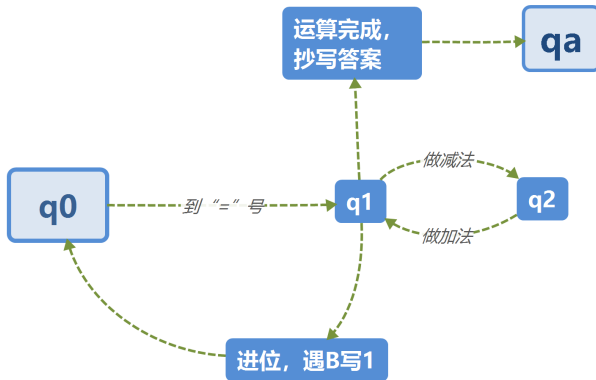 运算完成，
抄写答案
qa
做减法
q0
到“=”号
q1
q2
做加法
进位，遇B写1